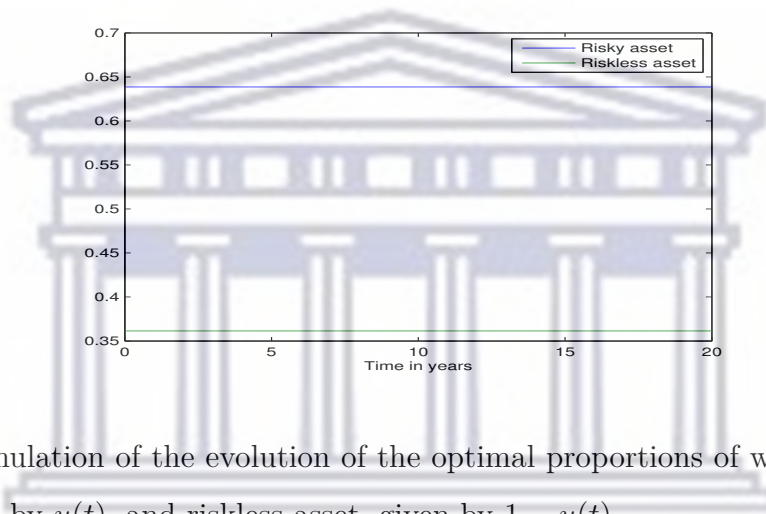 0.7
Risky asset
Riskless asset
0.65
0.6
0.55
0.5
0.45
0.4
0.35
0 5 10 15 20
Time in years
mulation of the evolution of the optimal proportions of w
by
and riskless asset, given by 1